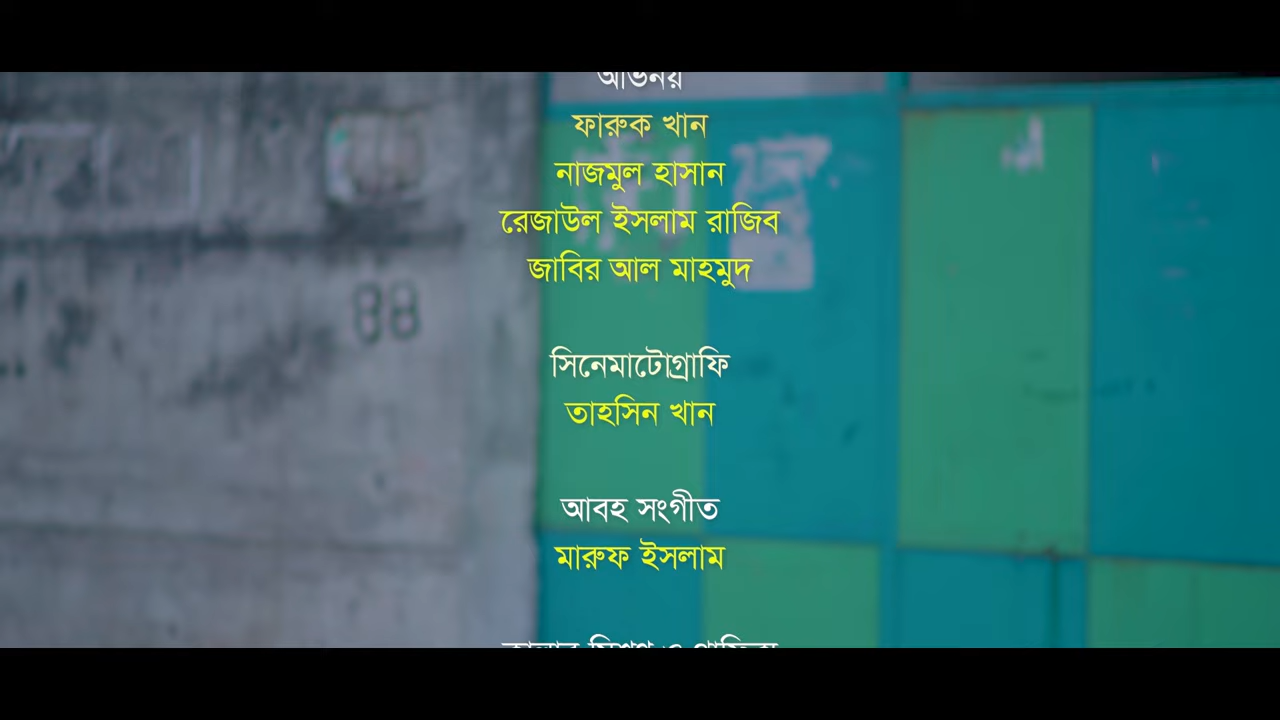 অভিনয়
ফারুক খান
নাজমুল হাসান
রেজাউল ইসলাম রাজিব
জাবির আল মাহমুদ
সিনেমাটোগ্রাফি
তাহসিন খান
আবহ সংগীত
মারুফ ইসলাম